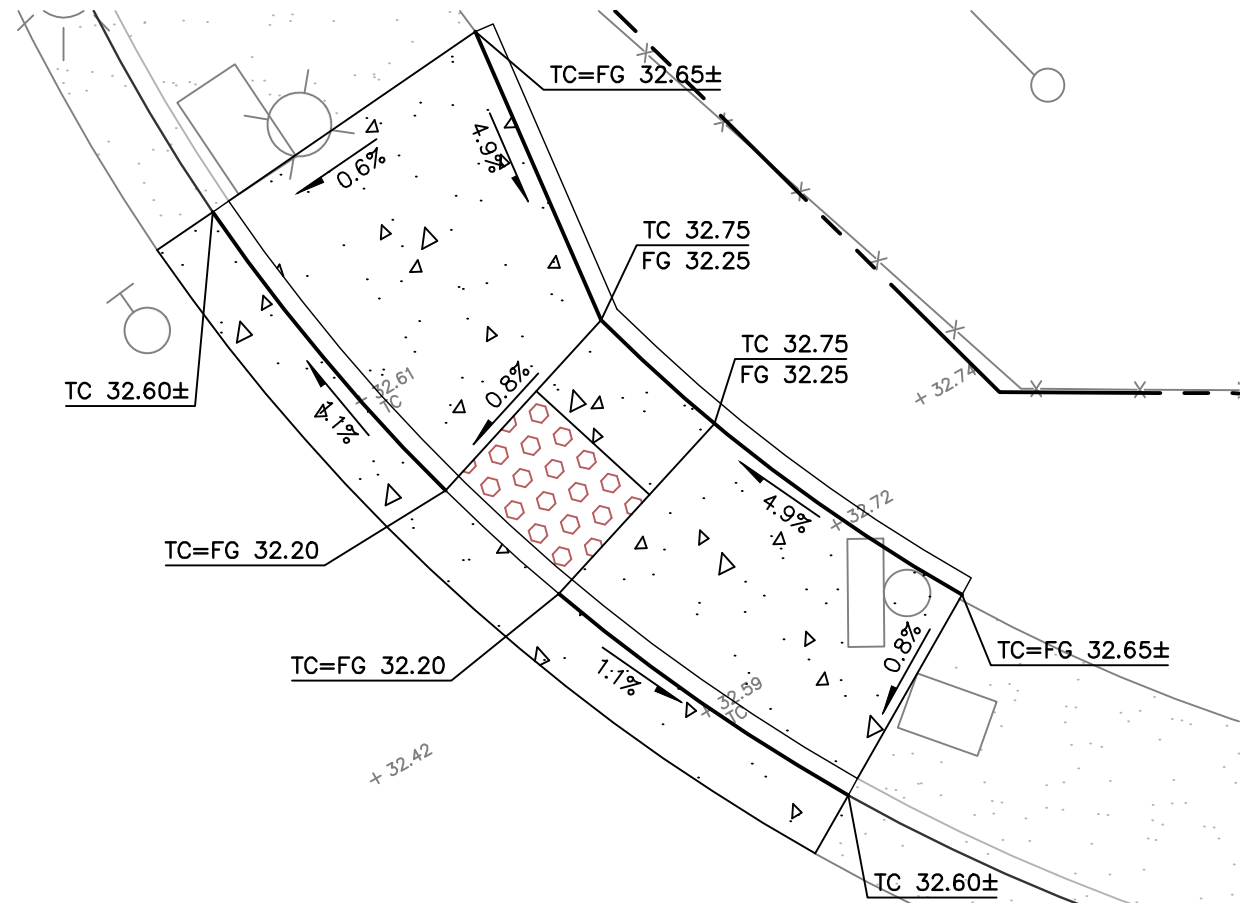 TC=FG 32.65±
4.9%
0.6%
TC 32.75
FG 32.25
TC 32.75
FG 32.25
+ 32.74
TC 32.60±
+ 32.61
TC
0.8%
1.1%
4.9%
+ 32.72
TC=FG 32.20
TC=FG 32.20
0.8%
TC=FG 32.65±
1.1%
+ 32.59
TC
+ 32.42
TC 32.60±